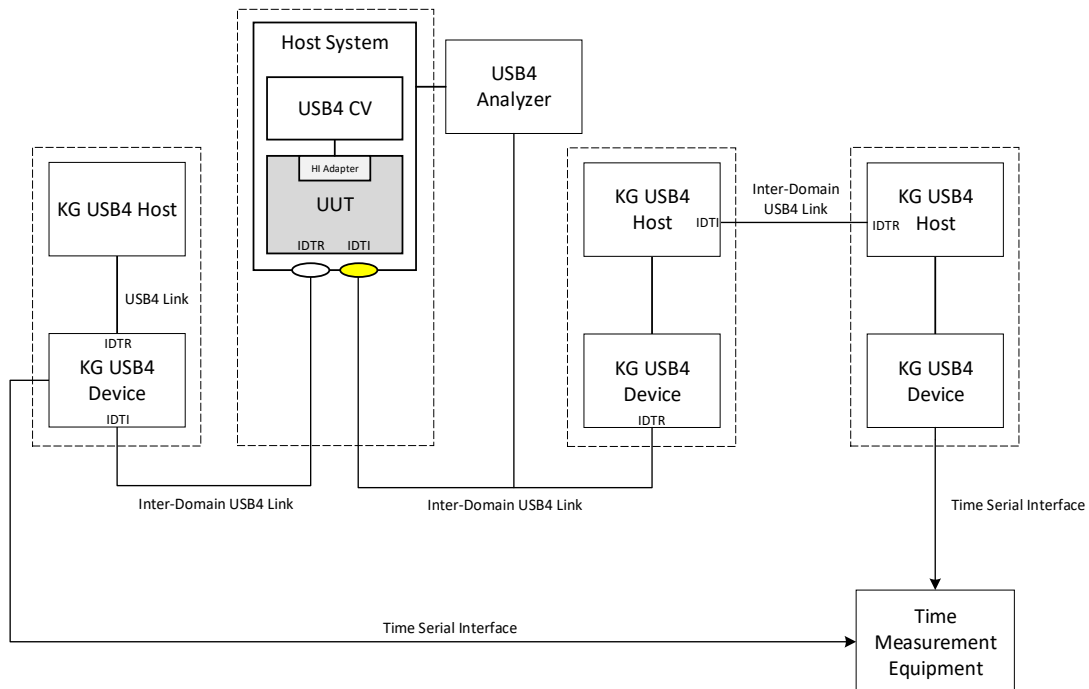 Host System
USB4 CV
HI Adapter
UUT
IDTR IDTI
USB4
Analyzer
KG USB4 Host
USB4 Link
IDTR
KG USB4
Device
IDTI
KG USB4
Host
IDTI
Inter-Domain
USB4 Link
KG USB4
Host
IDTR
KG USB4
Device
IDTR
KG USB4
Device
Inter-Domain USB4 Link
Inter-Domain USB4 Link
Time Serial Interface
Time Serial Interface
Time
Measurement
Equipment